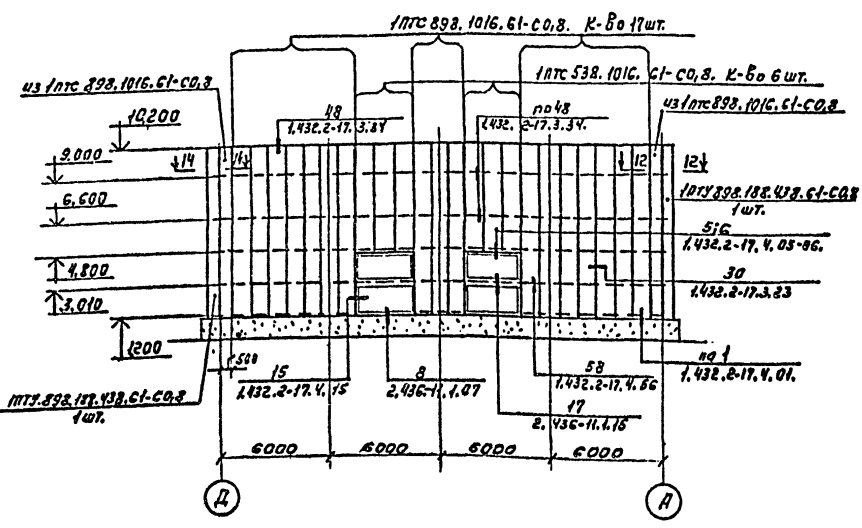 1птс 898.1016.61-с0,8. К-во 17шт.
1птс 538.1016.61-с0,8. К-во 6 шт.
из 1птс 898.1016.61-с0,8
из 1птс 898.1016.61-с0,8
10,200
48
1.432.2-17.3.34
по 48
1.432.2-17.3.34.
9.000
14
14
12
12
6,600
1ПТУ 898.188.438.61-с0,8
1шт.
5;6
1.432.2-17.4.05-06.
4,800
30
1.432.2-17.3.23
3,010
1200
500
15
1.432.2-17.4.15
8
2.436-11.1.07
58
1.432.2-17.4.56
по 1
1.432.2-17.4.01.
1ПТУ.898.188.438.61-с0,8
1шт.
17
2.436-11.1.15
6000
6000
6000
6000
Д
А